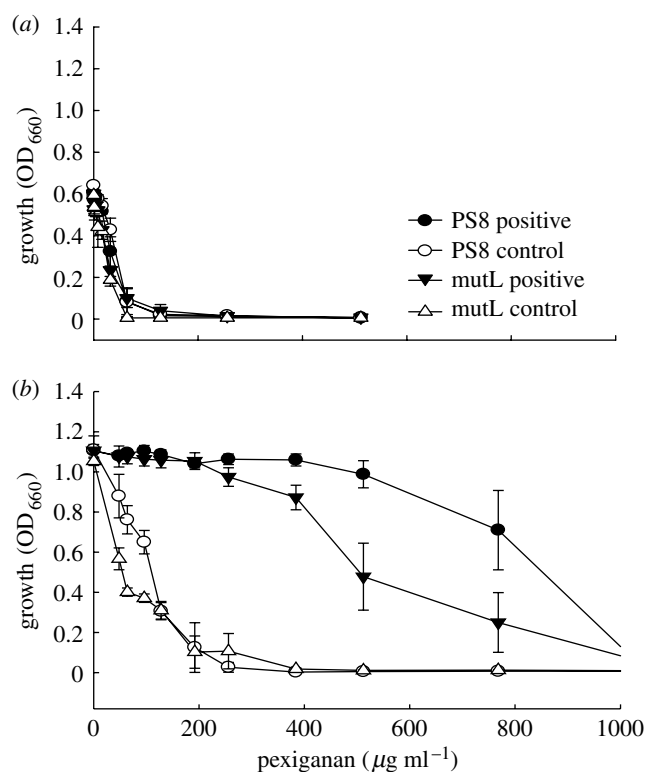 (a)
1.4
1.2
1.0
0.8
0.6
0.4
0.2
0
growth (OD660)
PS8 positive
PS8 control
mutL positive
mutL control
(b)
1.4
1.2
1.0
0.8
0.6
0.4
0.2
0
growth (OD660)
0 200 400 600 800 1000
pexiganan (μg ml−1)